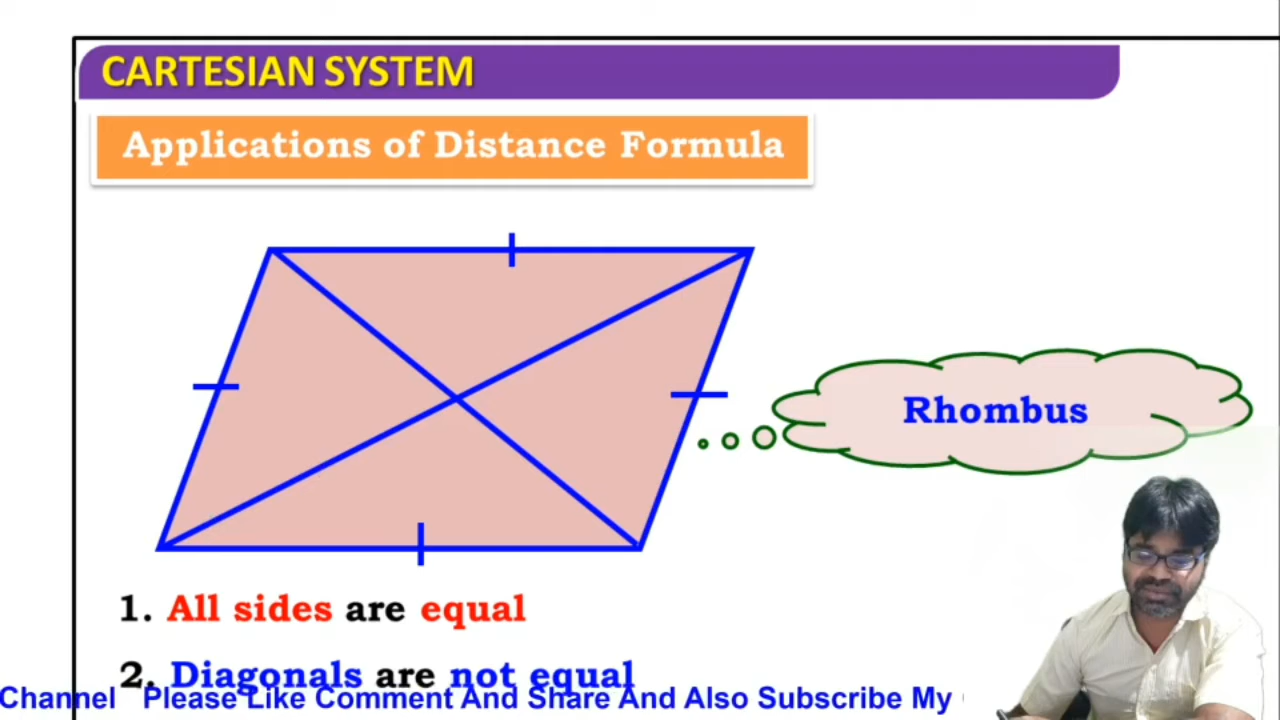 CARTESIAN SYSTEM
Applications of Distance Formula
Rhombus
1. All sides are equal
2. Diagonals are not equal
Channel Please Like Comment And Share And Also Subscribe My